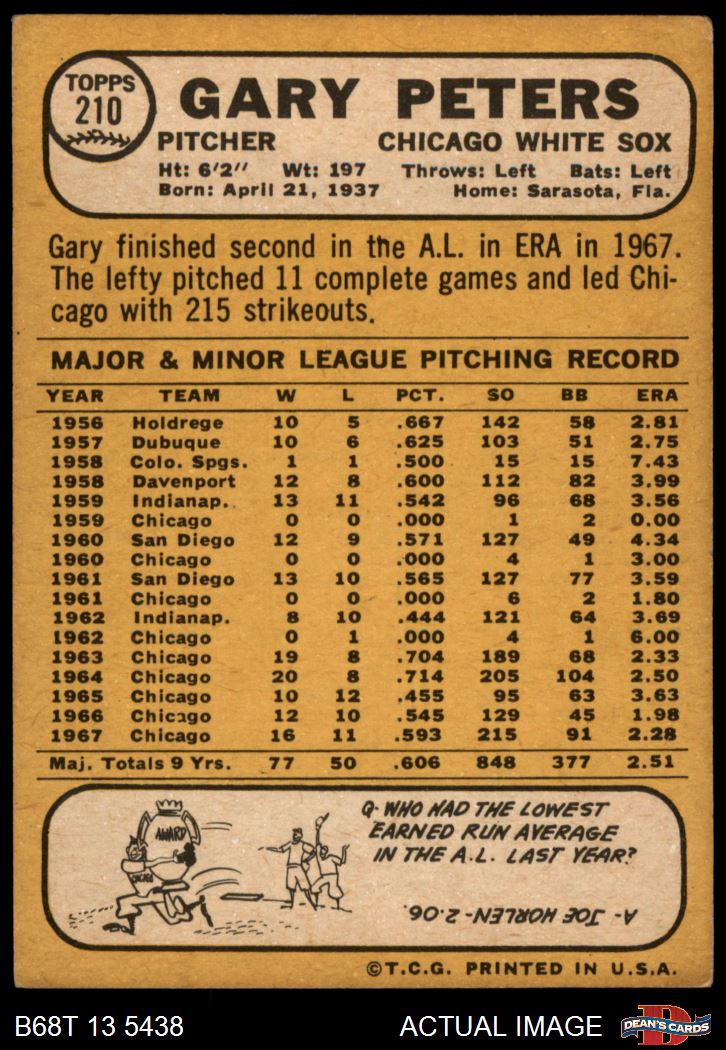 TOPPS
210
GARY PETERS
PITCHER CHICAGO WHITE SOX
Ht: 6'2" Wt: 197 Throws: Left Bats: Left
Born: April 21, 1937 Home: Sarasota, Fla.
Gary finished second in the A.L. in ERA in 1967.
The lefty pitched 11 complete games and led Chi-
cago with 215 strikeouts.
MAJOR & MINOR LEAGUE PITCHING RECORD
YEAR TEAM W L PCT. SO BB ERA
1956 Holdrege 10 5 .667 142 58 2.81
1957 Dubuque 10 6 .625 103 51 2.75
1958 Colo. Spgs. 1 1 .500 15 15 7.43
1958 Davenport 12 8 .600 112 82 3.99
1959 Indianap. 13 11 .542 96 68 3.56
1959 Chicago 0 0 .000 1 2 0.00
1960 San Diego 12 9 .571 127 49 4.34
1960 Chicago 0 0 .000 4 1 3.00
1961 San Diego 13 10 .565 127 77 3.59
1961 Chicago 0 0 .000 6 2 1.80
1962 Indianap. 8 10 .444 121 64 3.69
1962 Chicago 0 1 .000 4 1 6.00
1963 Chicago 19 8 .704 189 68 2.33
1964 Chicago 20 8 .714 205 104 2.50
1965 Chicago 10 12 .455 95 63 3.63
1966 Chicago 12 10 .545 129 45 1.98
1967 Chicago 16 11 .593 215 91 2.28
Maj. Totals 9 Yrs. 77 50 .606 848 377 2.51
AWARD
CHICAGO
Q- WHO HAD THE LOWEST
EARNED RUN AVERAGE
IN THE A.L. LAST YEAR?
A- JOE HORLEN-2.06.
©T.C.G. PRINTED IN U.S.A.
B68T 13 5438 ACTUAL IMAGE
D
DEAN'S CARDS